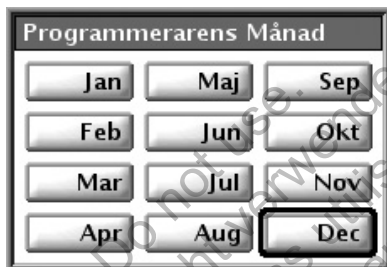 Programmerarens Månad
Jan Maj Sep
Feb Jun Okt
Mar Jul Nov
Apr Aug Dec
Do not use.